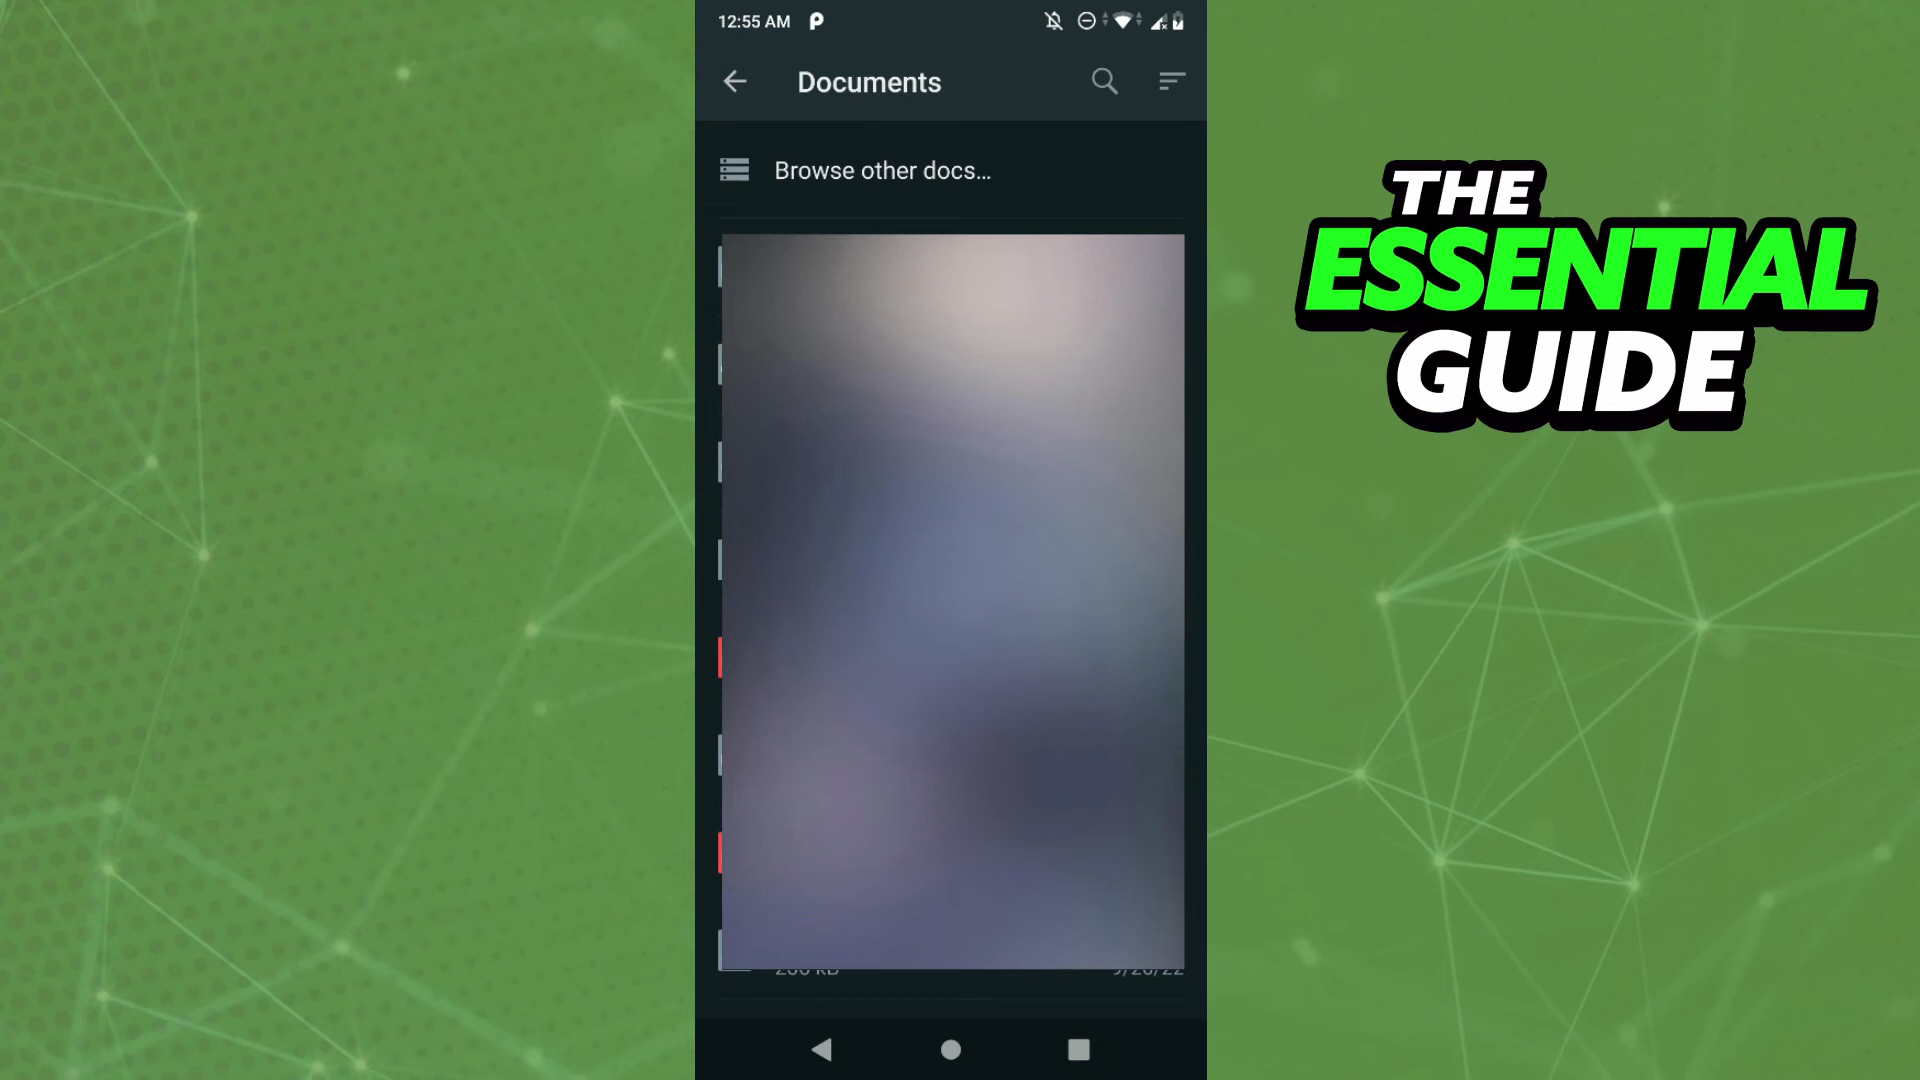 12:55 AM
Documents
Browse other docs...
THE
ESSENTIAL
GUIDE